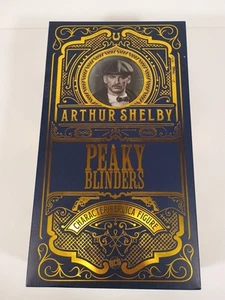 ARTHUR SHELBY
PEAKY
BLINDERS
CHARACTER REPLICA FIGURE